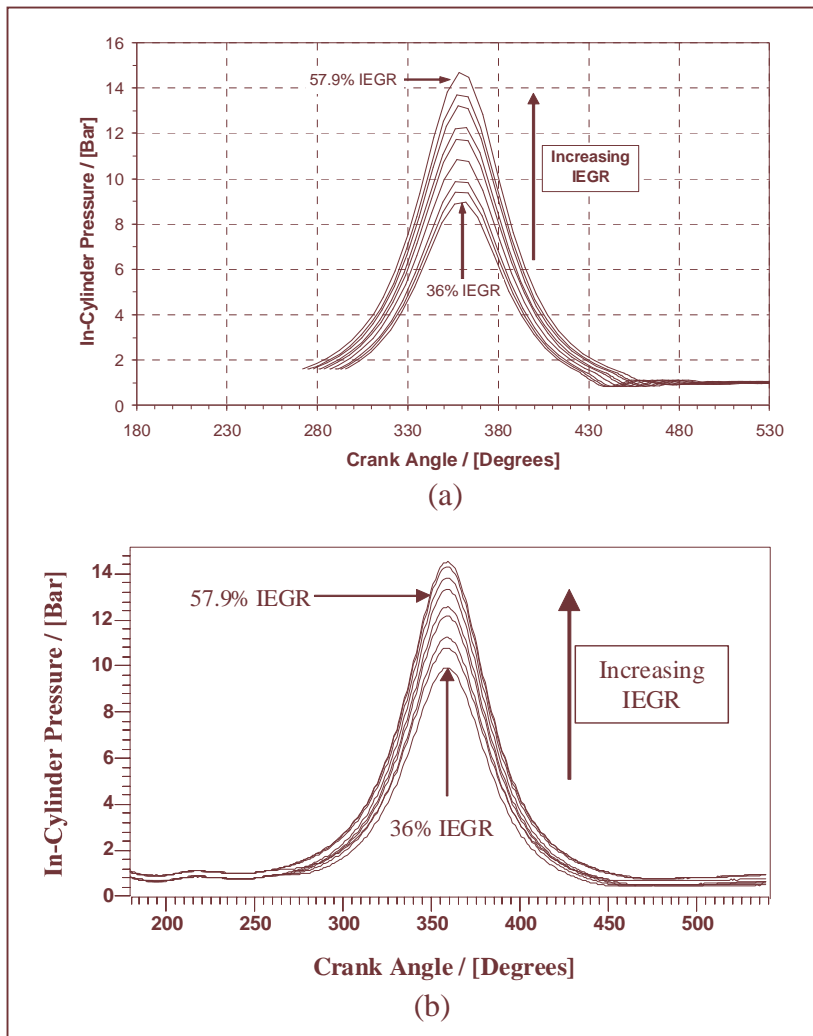 16
14
12
10
8
6
4
2
0
In-Cylinder Pressure / [Bar]
57.9% IEGR
Increasing
IEGR
36% IEGR
180 230 280 330 380 430 480 530
Crank Angle / [Degrees]
(a)
14
12
10
8
6
4
2
0
In-Cylinder Pressure / [Bar]
57.9% IEGR
Increasing
IEGR
36% IEGR
200 250 300 350 400 450 500
Crank Angle / [Degrees]
(b)